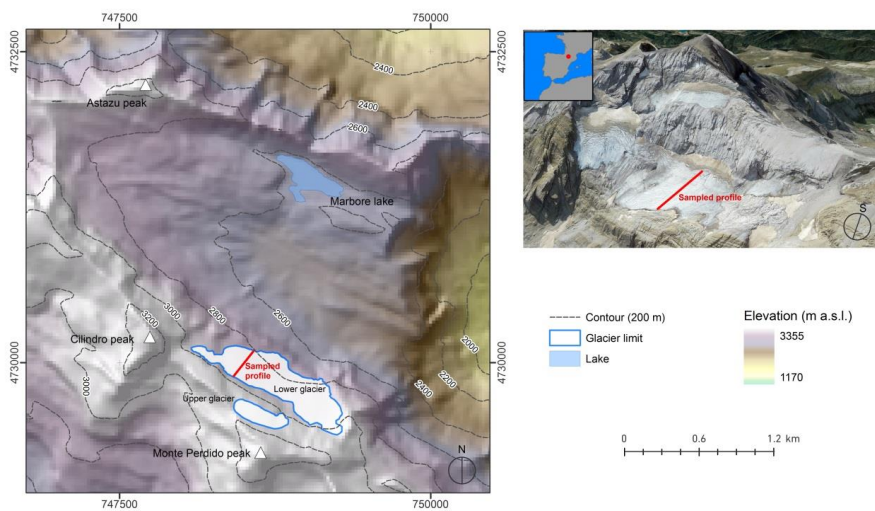 747500
750000
4732500
4732500
2400
Astazu peak
2400
2600
Marbore lake
Sampled profile
S
3000
2800
2600
3200
Cilindro peak
2000
Contour (200 m)
Elevation (m a.s.l.)
Glacier limit
3355
Lake
1170
4730000
4730000
Sampled
profile
3000
Lower glacier
2200
2400
Upper glacier
Monte Perdido peak
N
0
0.6
1.2 km
747500
750000